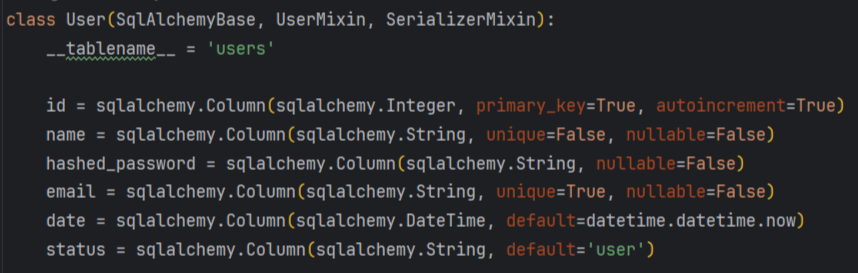 class User(SqlAlchemyBase, UserMixin, SerializerMixin):
__tablename__ = 'users'
id = sqlalchemy.Column(sqlalchemy.Integer, primary_key=True, autoincrement=True)
name = sqlalchemy.Column(sqlalchemy.String, unique=False, nullable=False)
hashed_password = sqlalchemy.Column(sqlalchemy.String, nullable=False)
email = sqlalchemy.Column(sqlalchemy.String, unique=True, nullable=False)
date = sqlalchemy.Column(sqlalchemy.DateTime, default=datetime.datetime.now)
status = sqlalchemy.Column(sqlalchemy.String, default='user')